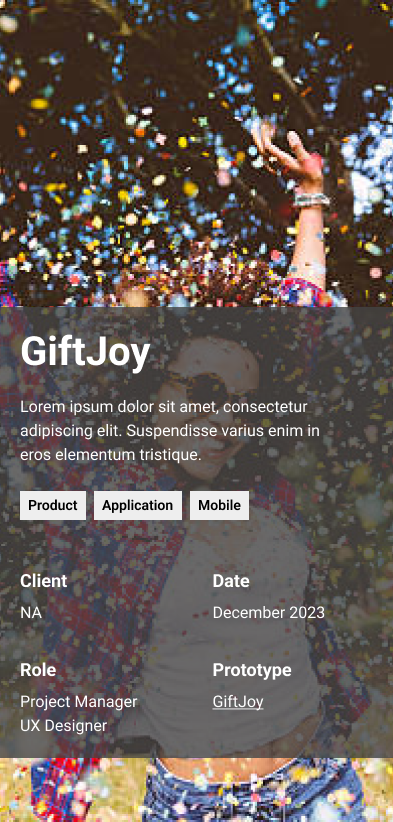 GiftJoy
Lorem ipsum dolor sit amet, consectetur
adipiscing elit. Suspendisse varius enim in
eros elementum tristique.
Product Application Mobile
Client Date
NA December 2023
Role Prototype
Project Manager GiftJoy
UX Designer